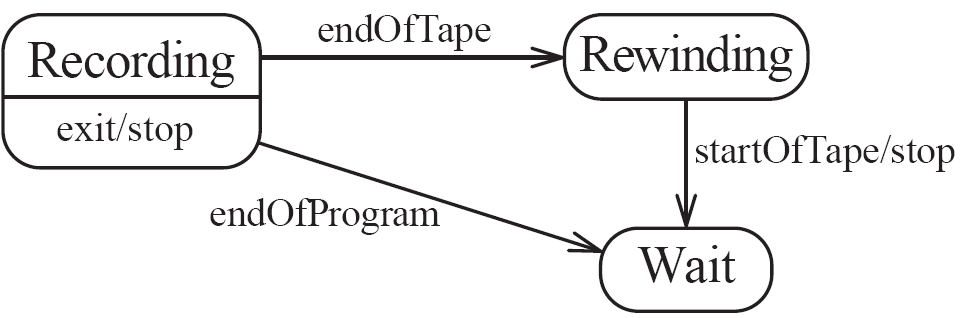 endOfTape
Recording
Rewinding
exit/stop
startOfTape/stop
endOfProgram
Wait